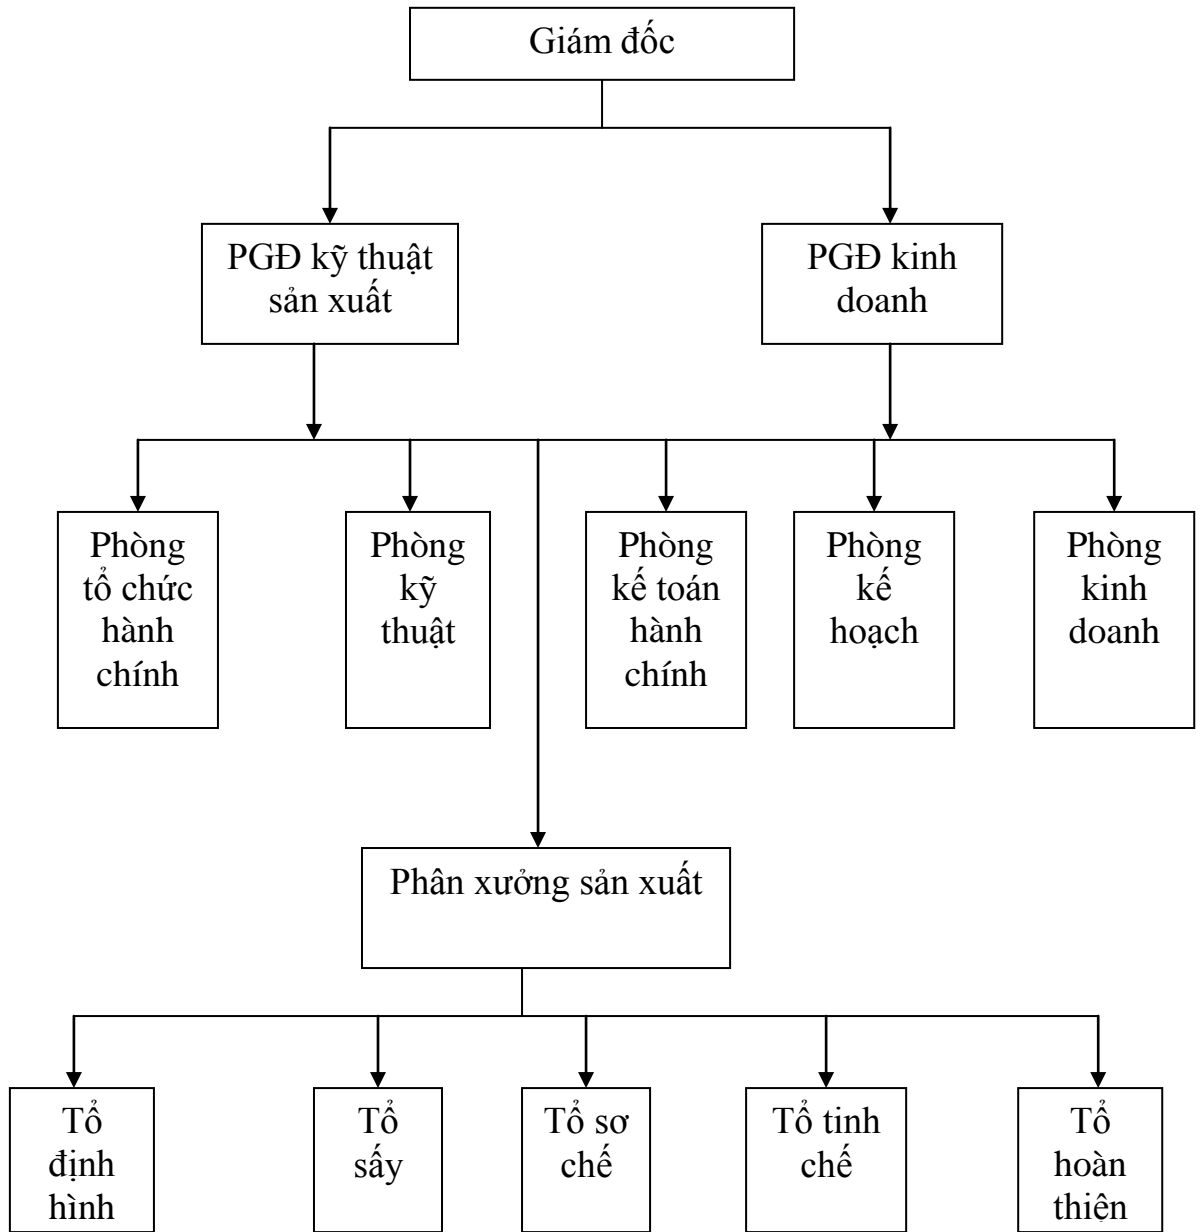 Giám đốc
PGĐ kỹ thuật
sản xuất
PGĐ kinh
doanh
Phòng
tổ chức
hành
chính
Phòng
kỹ
thuật
Phòng
kế toán
hành
chính
Phòng
kế
hoạch
Phòng
kinh
doanh
Phân xưởng sản xuất
Tổ
định
hình
Tổ
sấy
Tổ sơ
chế
Tổ tinh
chế
Tổ
hoàn
thiện